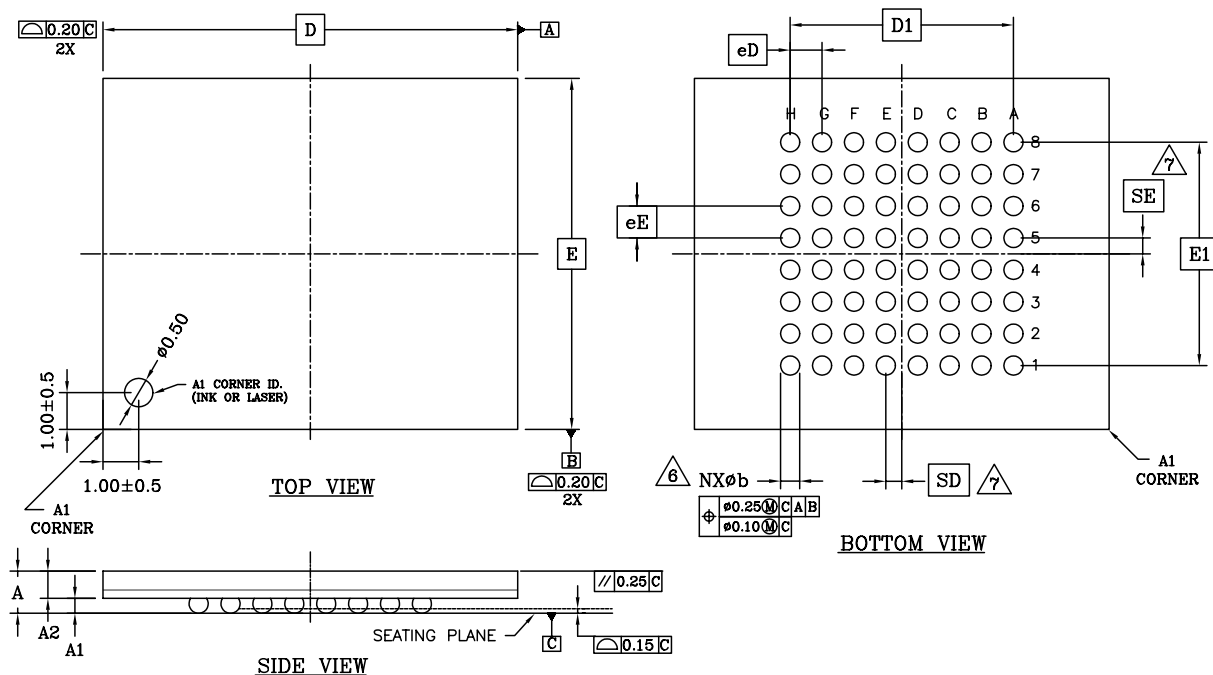 ⌓ 0.20 C
2X
D
A
E
ø0.50
A1 CORNER ID.
(INK OR LASER)
1.00±0.5
1.00±0.5
B
⌓ 0.20 C
2X
A1
CORNER
TOP VIEW
D1
eD
H G F E D C B A
8
7
6
5
4
3
2
1
7
SE
eE
E1
6
NXøb
⌖ ø0.25 Ⓜ C A B
ø0.10 Ⓜ C
SD
7
A1
CORNER
BOTTOM VIEW
A
A2
A1
// 0.25 C
SEATING PLANE
C
⌓ 0.15 C
SIDE VIEW